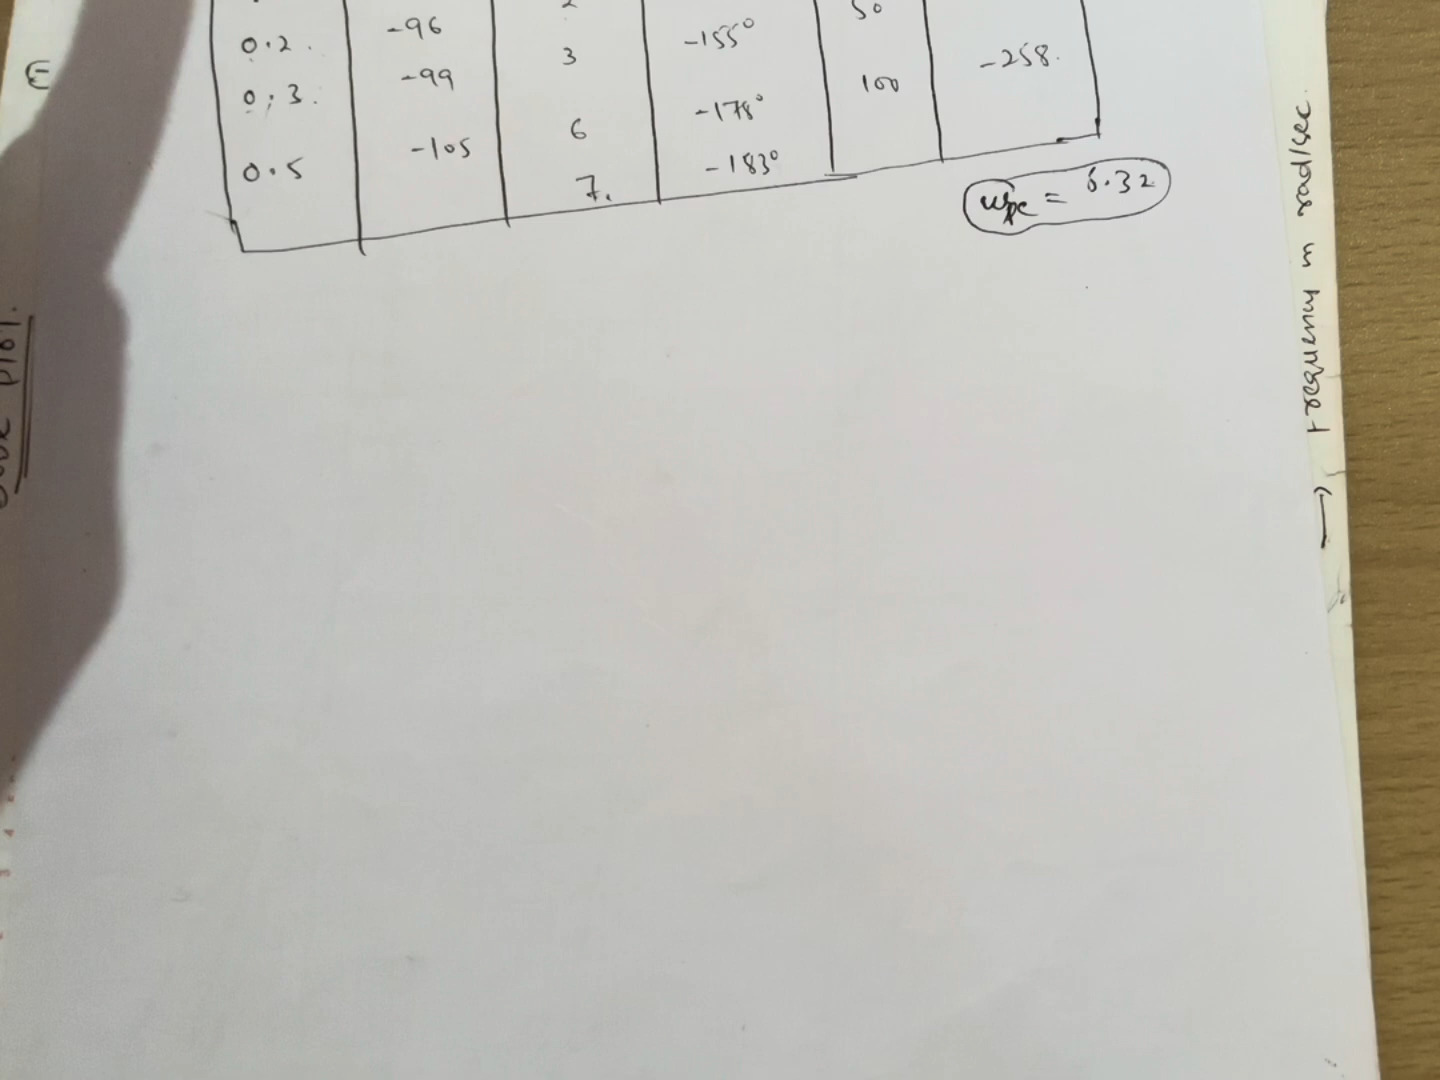 0.2. -96 3 -155° 50 -258.
0.3. -99 6 -178° 100
0.5 -105 7. -183°
ωpc = 6.32
→ Frequency in rad/sec.
plot.